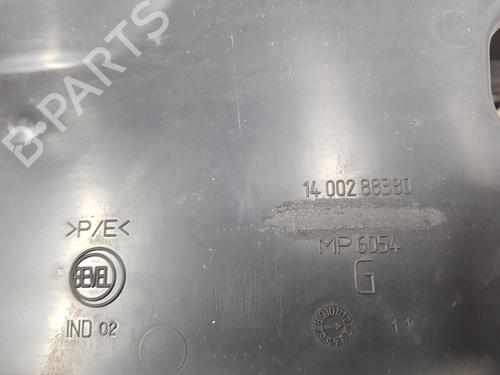 B-PARTS
14 002 88380
>P/E<
MP 6054
BEVEL
G
IND 02
11